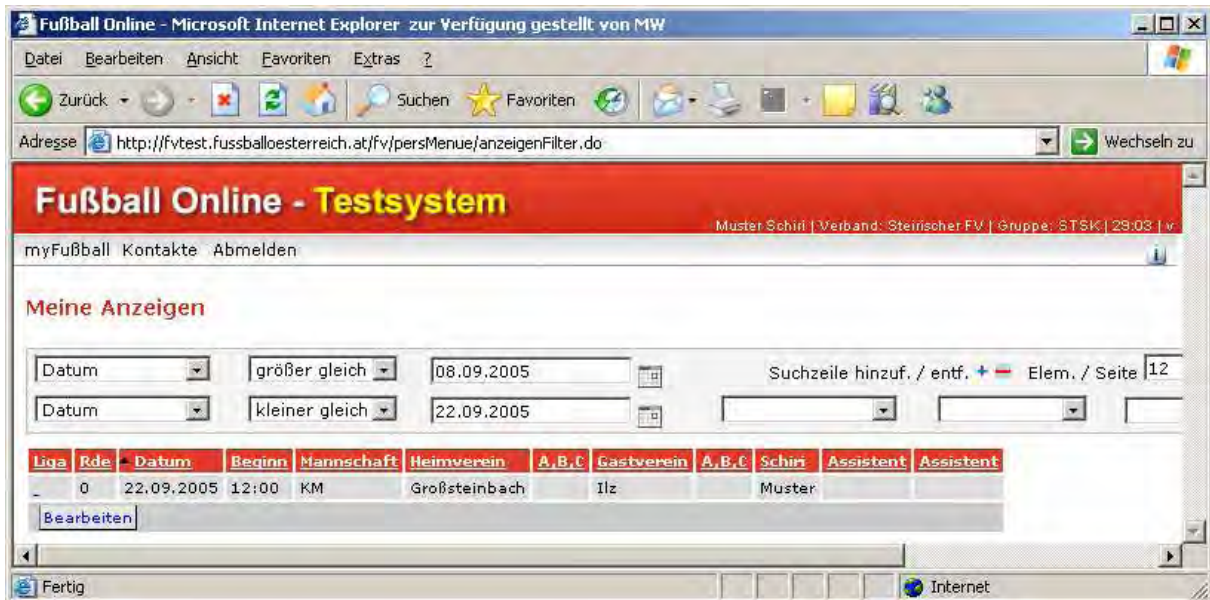 Fußball Online - Microsoft Internet Explorer zur Verfügung gestellt von MW
Datei Bearbeiten Ansicht Favoriten Extras ?
Zurück Suchen Favoriten
Adresse http://fvtest.fussballoesterreich.at/fv/persMenue/anzeigenFilter.do Wechseln zu
Fußball Online - Testsystem
Muster Schiri | Verband: Steirischer FV | Gruppe: STSK | 29:03 | v
myFußball Kontakte Abmelden
Meine Anzeigen
Datum größer gleich 08.09.2005 Suchzeile hinzuf. / entf. + − Elem. / Seite 12
Datum kleiner gleich 22.09.2005
Liga Rde Datum Beginn Mannschaft Heimverein A,B,C Gastverein A,B,C Schiri Assistent Assistent
_ 0 22.09.2005 12:00 KM Großsteinbach Ilz Muster
Bearbeiten
Fertig Internet